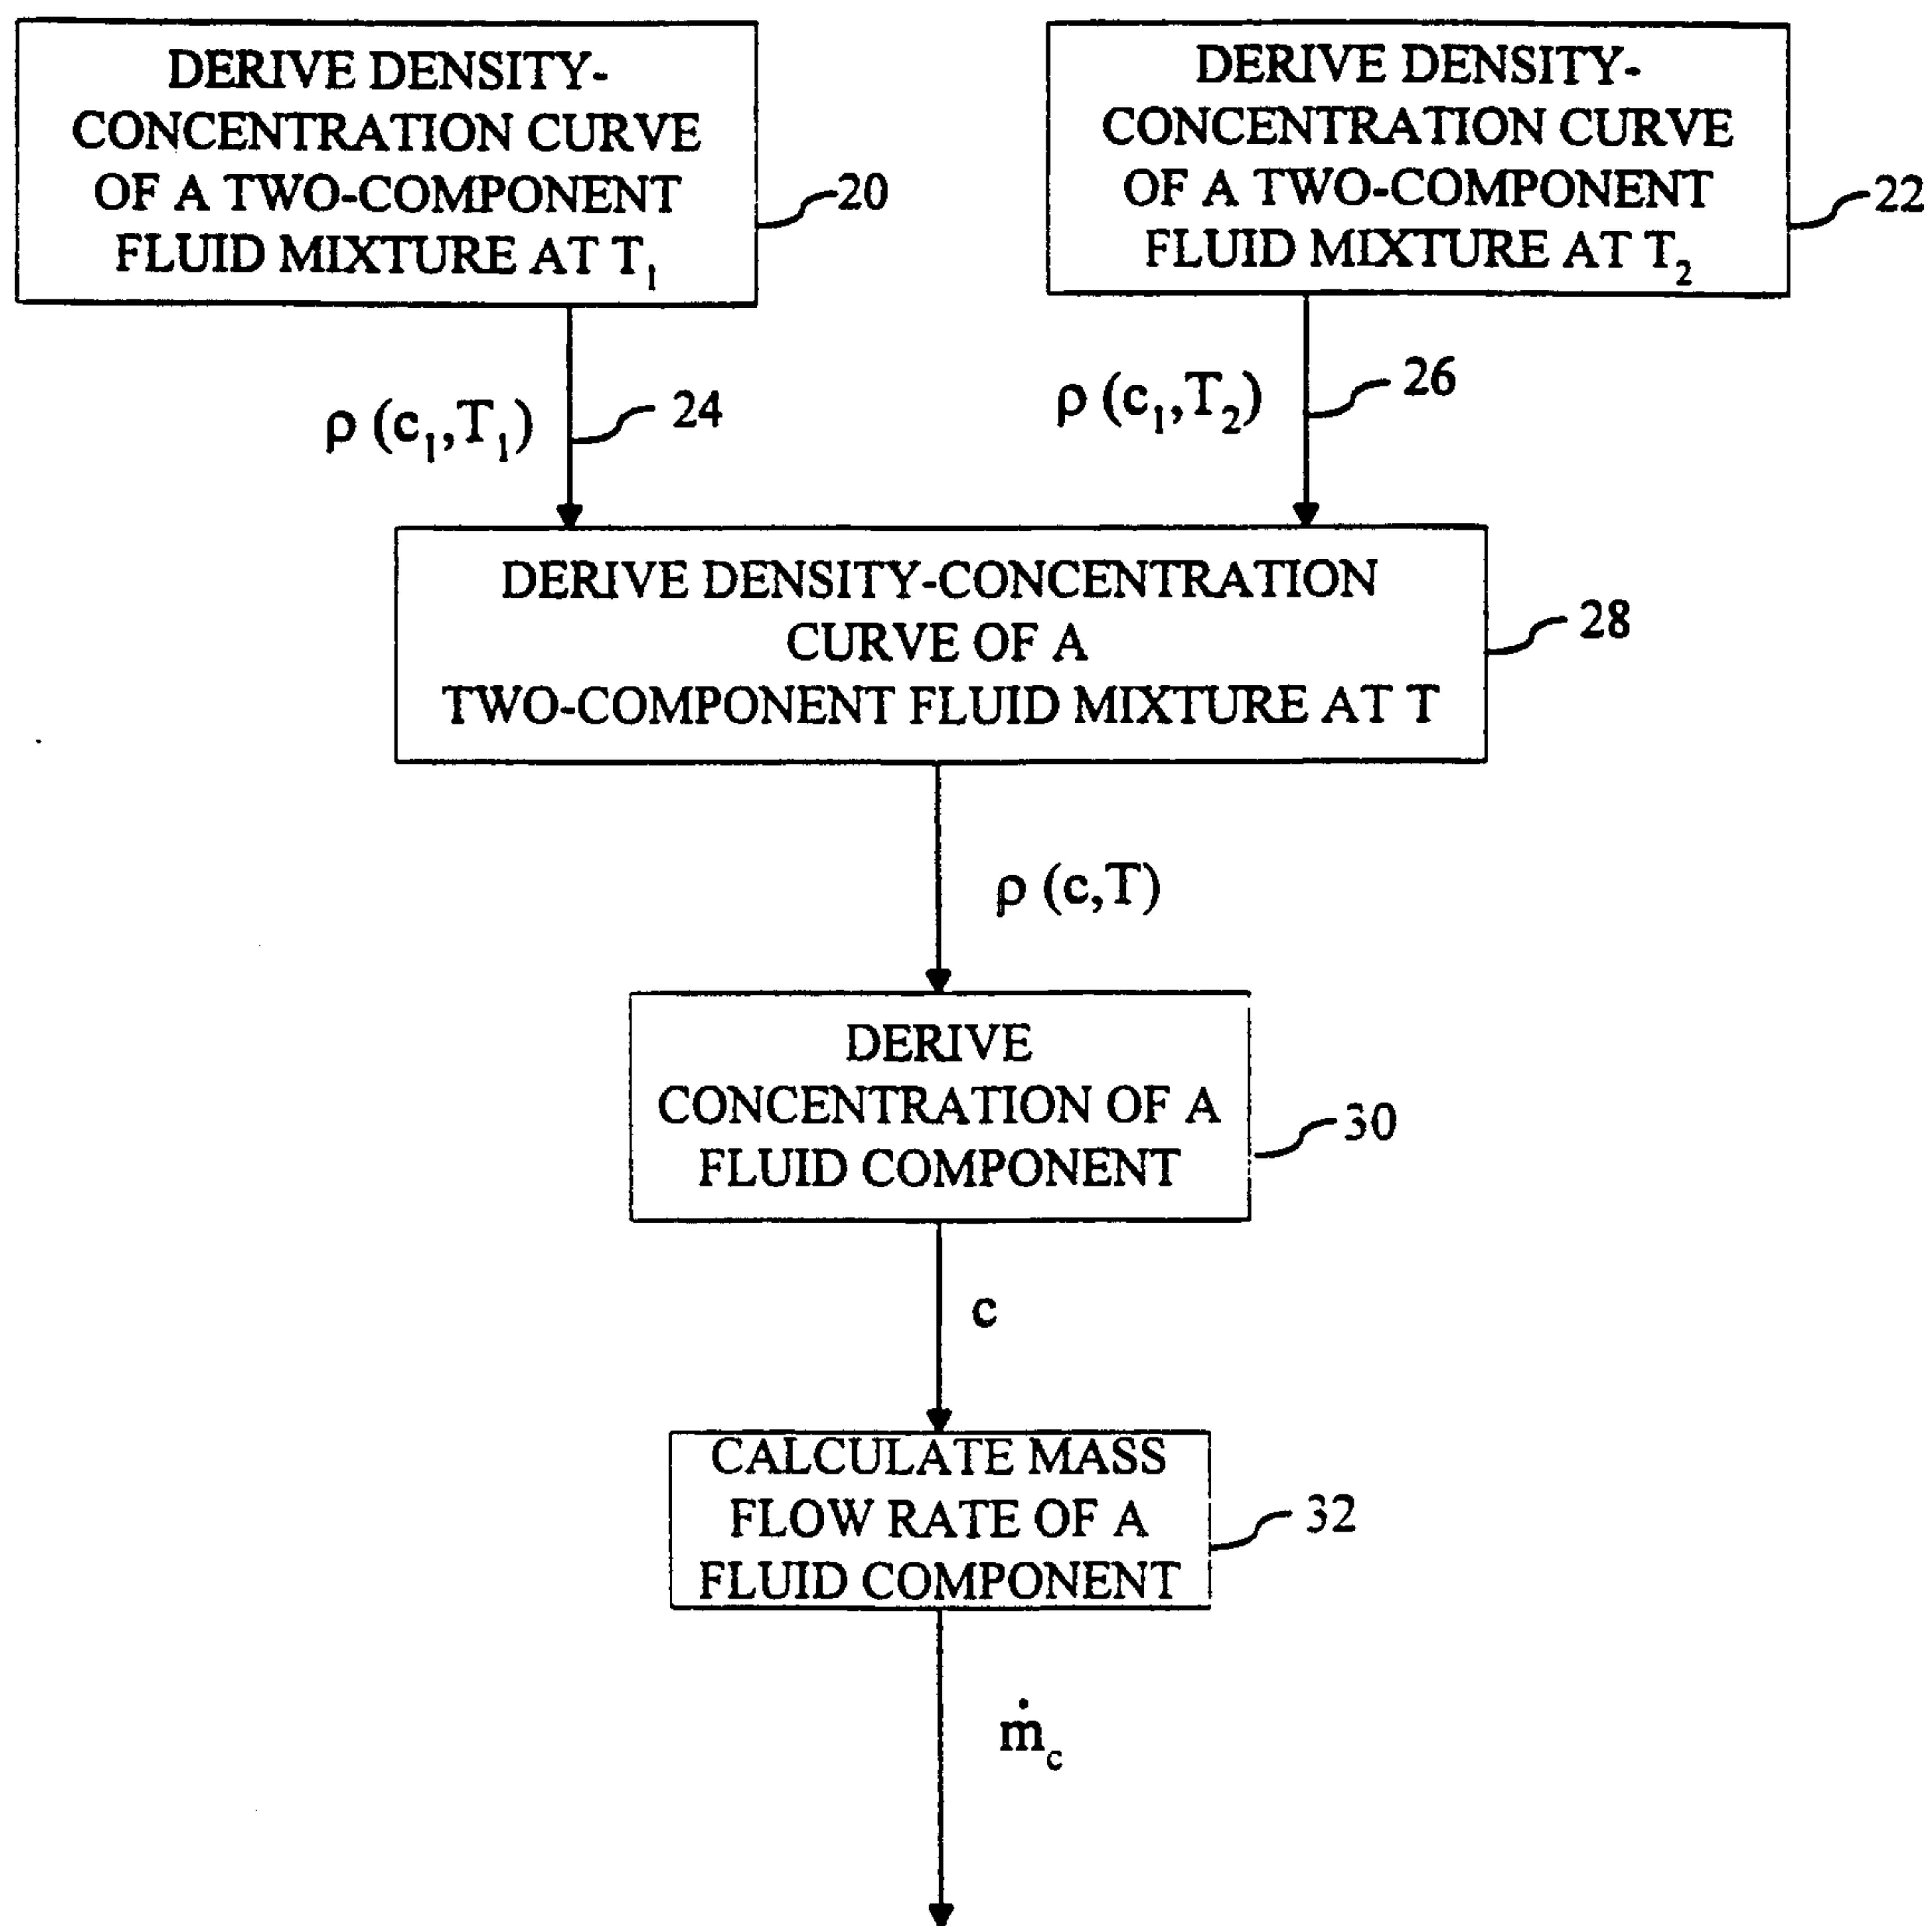 DERIVE DENSITY-
CONCENTRATION CURVE
OF A TWO-COMPONENT
FLUID MIXTURE AT T₁
20
DERIVE DENSITY-
CONCENTRATION CURVE
OF A TWO-COMPONENT
FLUID MIXTURE AT T₂
22
ρ (c₁,T₁)
24
ρ (c₁,T₂)
26
DERIVE DENSITY-CONCENTRATION
CURVE OF A
TWO-COMPONENT FLUID MIXTURE AT T
28
ρ (c,T)
DERIVE
CONCENTRATION OF A
FLUID COMPONENT
30
c
CALCULATE MASS
FLOW RATE OF A
FLUID COMPONENT
32
ṁ_c